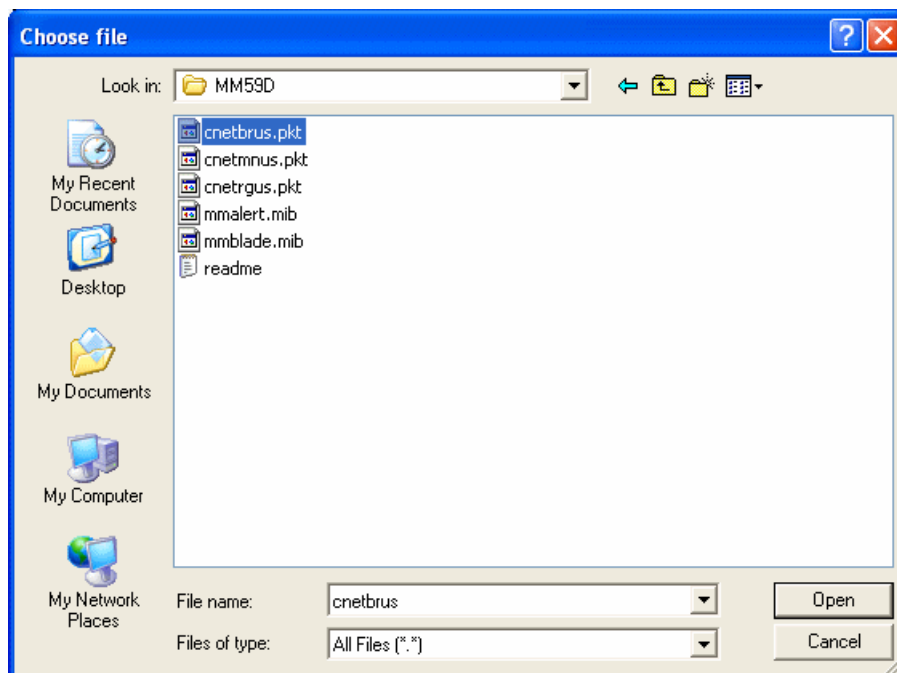 Choose file
Look in:
MM59D
My Recent
Documents
Desktop
My Documents
My Computer
My Network
Places
cnetbrus.pkt
cnetmnus.pkt
cnetrgus.pkt
mmalert.mib
mmblade.mib
readme
File name:
cnetbrus
Open
Files of type:
All Files (*.*)
Cancel